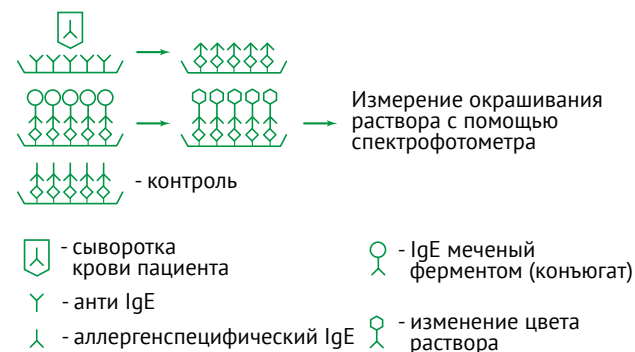 Измерение окрашивания
раствора с помощью
спектрофотометра
- контроль
- сыворотка
крови пациента
- анти IgE
- аллергенспецифический IgE
- IgE меченый
ферментом (конъюгат)
- изменение цвета
раствора